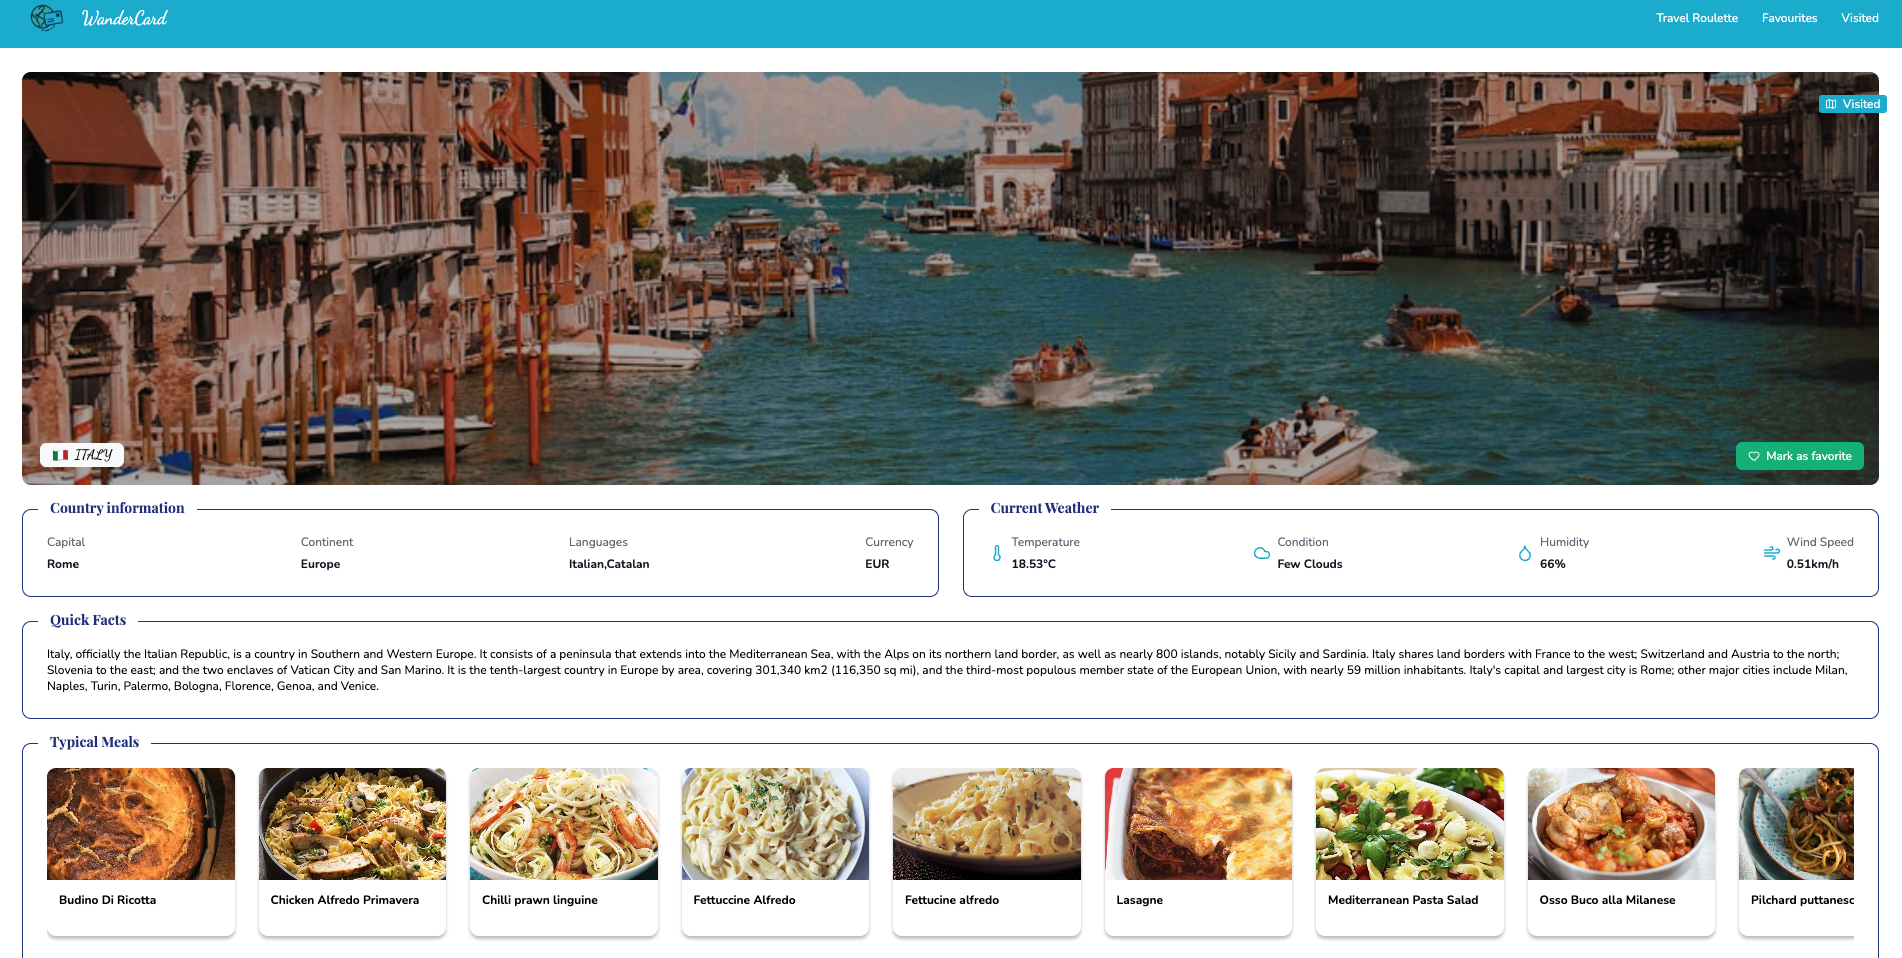 WanderCard
Travel Roulette Favourites Visited
Visited
ITALY
Mark as favorite
Country information
Capital Continent Languages Currency
Rome Europe Italian,Catalan EUR
Current Weather
Temperature Condition Humidity Wind Speed
18.53°C Few Clouds 66% 0.51km/h
Quick Facts
Italy, officially the Italian Republic, is a country in Southern and Western Europe. It consists of a peninsula that extends into the Mediterranean Sea, with the Alps on its northern land border, as well as nearly 800 islands, notably Sicily and Sardinia. Italy shares land borders with France to the west; Switzerland and Austria to the north;
Slovenia to the east; and the two enclaves of Vatican City and San Marino. It is the tenth-largest country in Europe by area, covering 301,340 km2 (116,350 sq mi), and the third-most populous member state of the European Union, with nearly 59 million inhabitants. Italy's capital and largest city is Rome; other major cities include Milan,
Naples, Turin, Palermo, Bologna, Florence, Genoa, and Venice.
Typical Meals
Budino Di Ricotta Chicken Alfredo Primavera Chilli prawn linguine Fettuccine Alfredo Fettucine alfredo Lasagne Mediterranean Pasta Salad Osso Buco alla Milanese Pilchard puttanesc